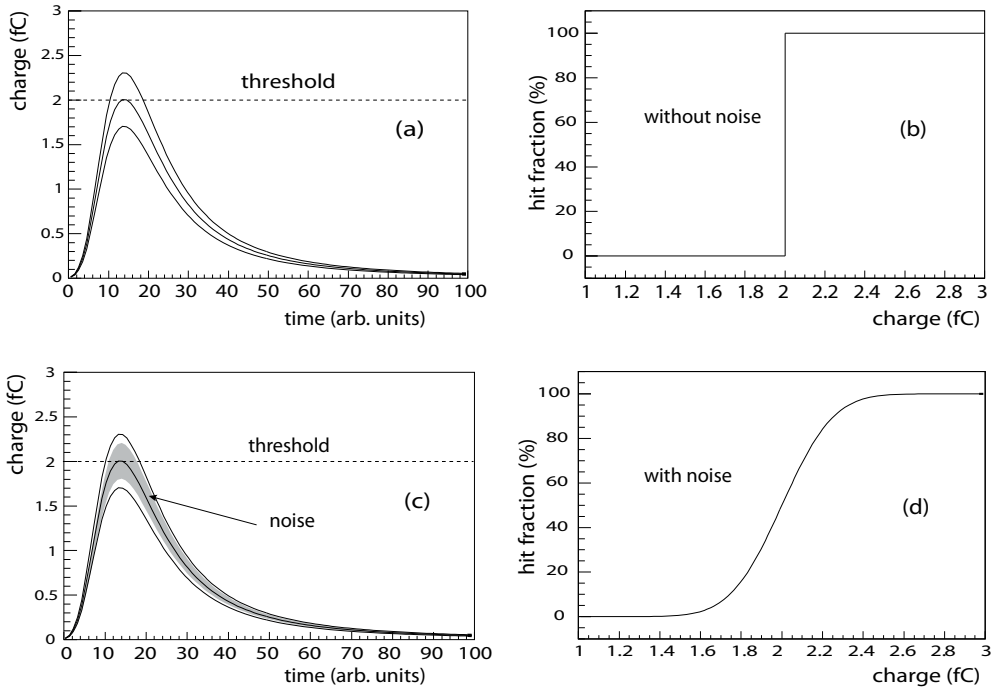 charge (fC)
3
2.5
2
1.5
1
0.5
0
threshold
(a)
0 10 20 30 40 50 60 70 80 90 100
time (arb. units)
hit fraction (%)
100
80
60
40
20
0
without noise
(b)
1 1.2 1.4 1.6 1.8 2 2.2 2.4 2.6 2.8 3
charge (fC)
charge (fC)
3
2.5
2
1.5
1
0.5
0
threshold
noise
(c)
0 10 20 30 40 50 60 70 80 90 100
time (arb. units)
hit fraction (%)
100
80
60
40
20
0
with noise
(d)
1 1.2 1.4 1.6 1.8 2 2.2 2.4 2.6 2.8 3
charge (fC)